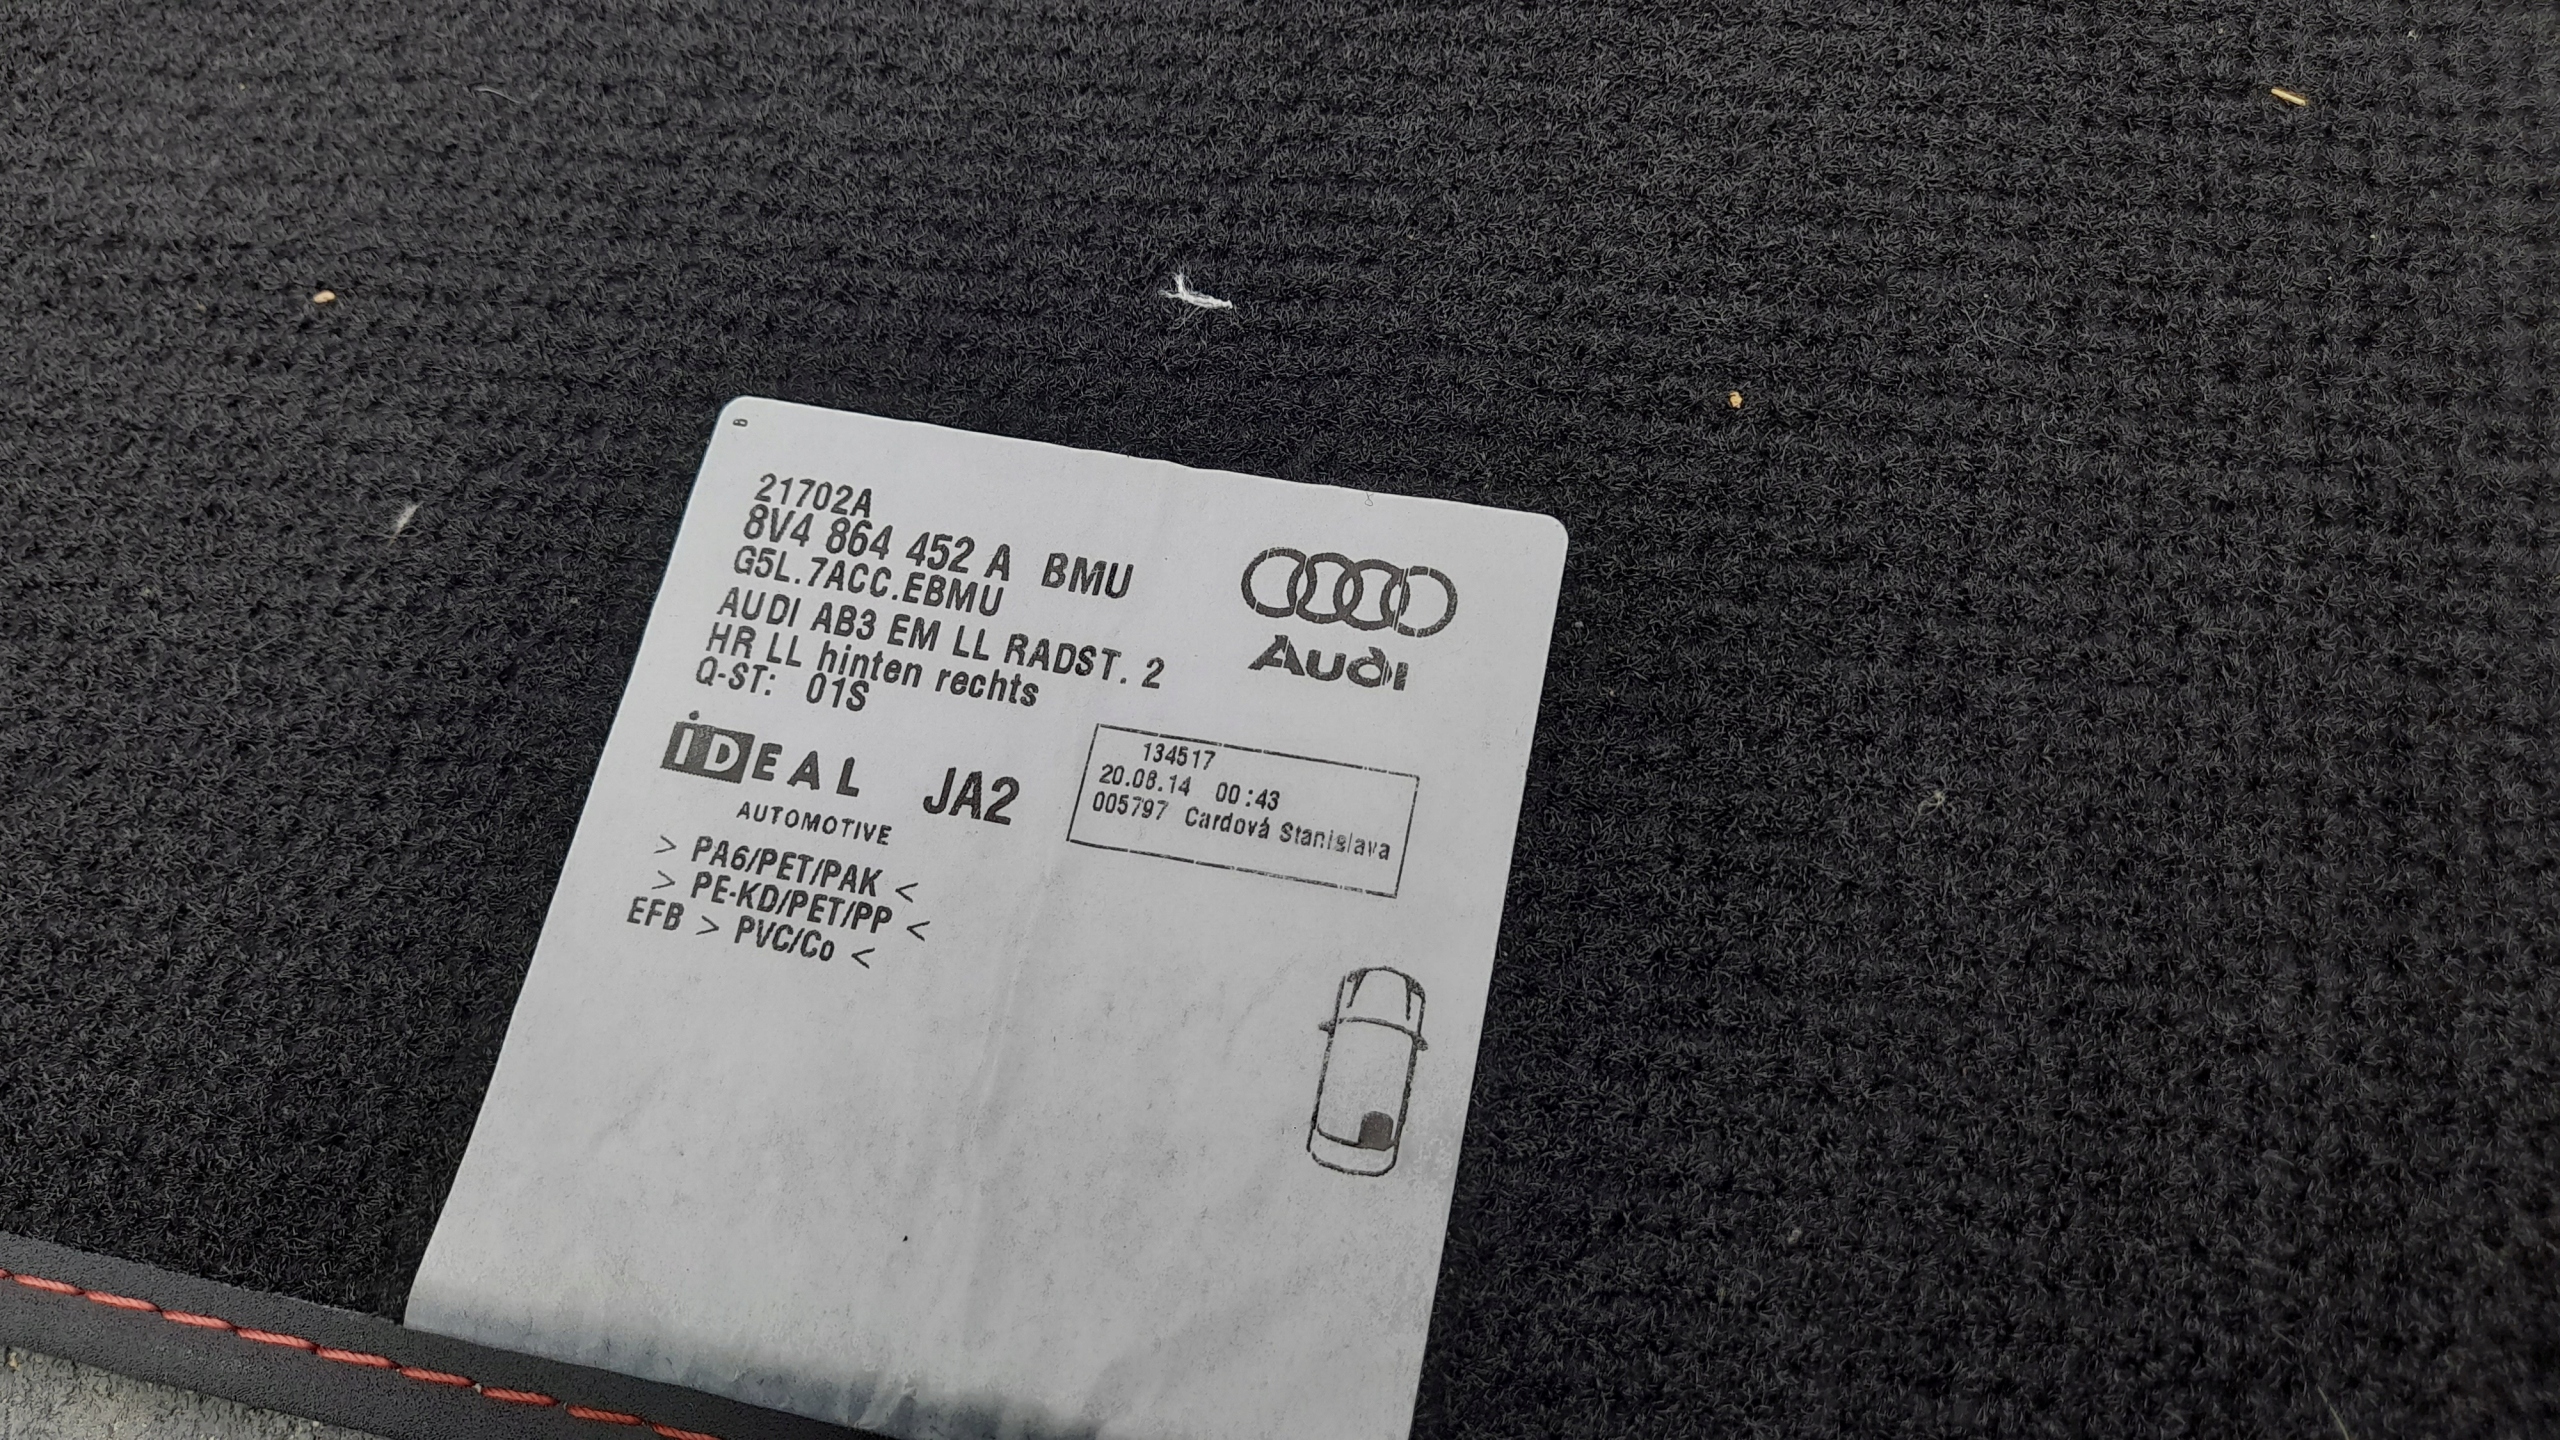 21702A
8V4 864 452 A BMU
G5L.7ACC.EBMU
AUDI AB3 EM LL RADST. 2
HR LL hinten rechts
Q-ST: 01S
Audi
iDEAL JA2
AUTOMOTIVE
134517
20.08.14 00:43
005797 Cardová Stanislava
> PA6/PET/PAK <
> PE-KD/PET/PP <
EFB > PVC/Co <